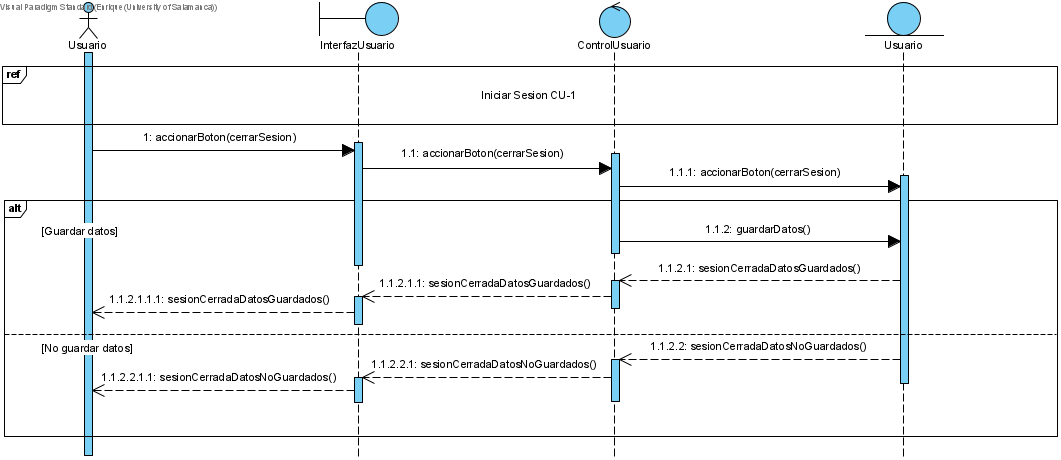 Visual Paradigm Standard(Enrique (University of Salamanca))
Usuario
InterfazUsuario
ControlUsuario
Usuario
ref
Iniciar Sesion CU-1
1: accionarBoton(cerrarSesion)
1.1: accionarBoton(cerrarSesion)
1.1.1: accionarBoton(cerrarSesion)
alt
[Guardar datos]
1.1.2: guardarDatos()
1.1.2.1: sesionCerradaDatosGuardados()
1.1.2.1.1: sesionCerradaDatosGuardados()
1.1.2.1.1.1: sesionCerradaDatosGuardados()
[No guardar datos]
1.1.2.2: sesionCerradaDatosNoGuardados()
1.1.2.2.1: sesionCerradaDatosNoGuardados()
1.1.2.2.1.1: sesionCerradaDatosNoGuardados()